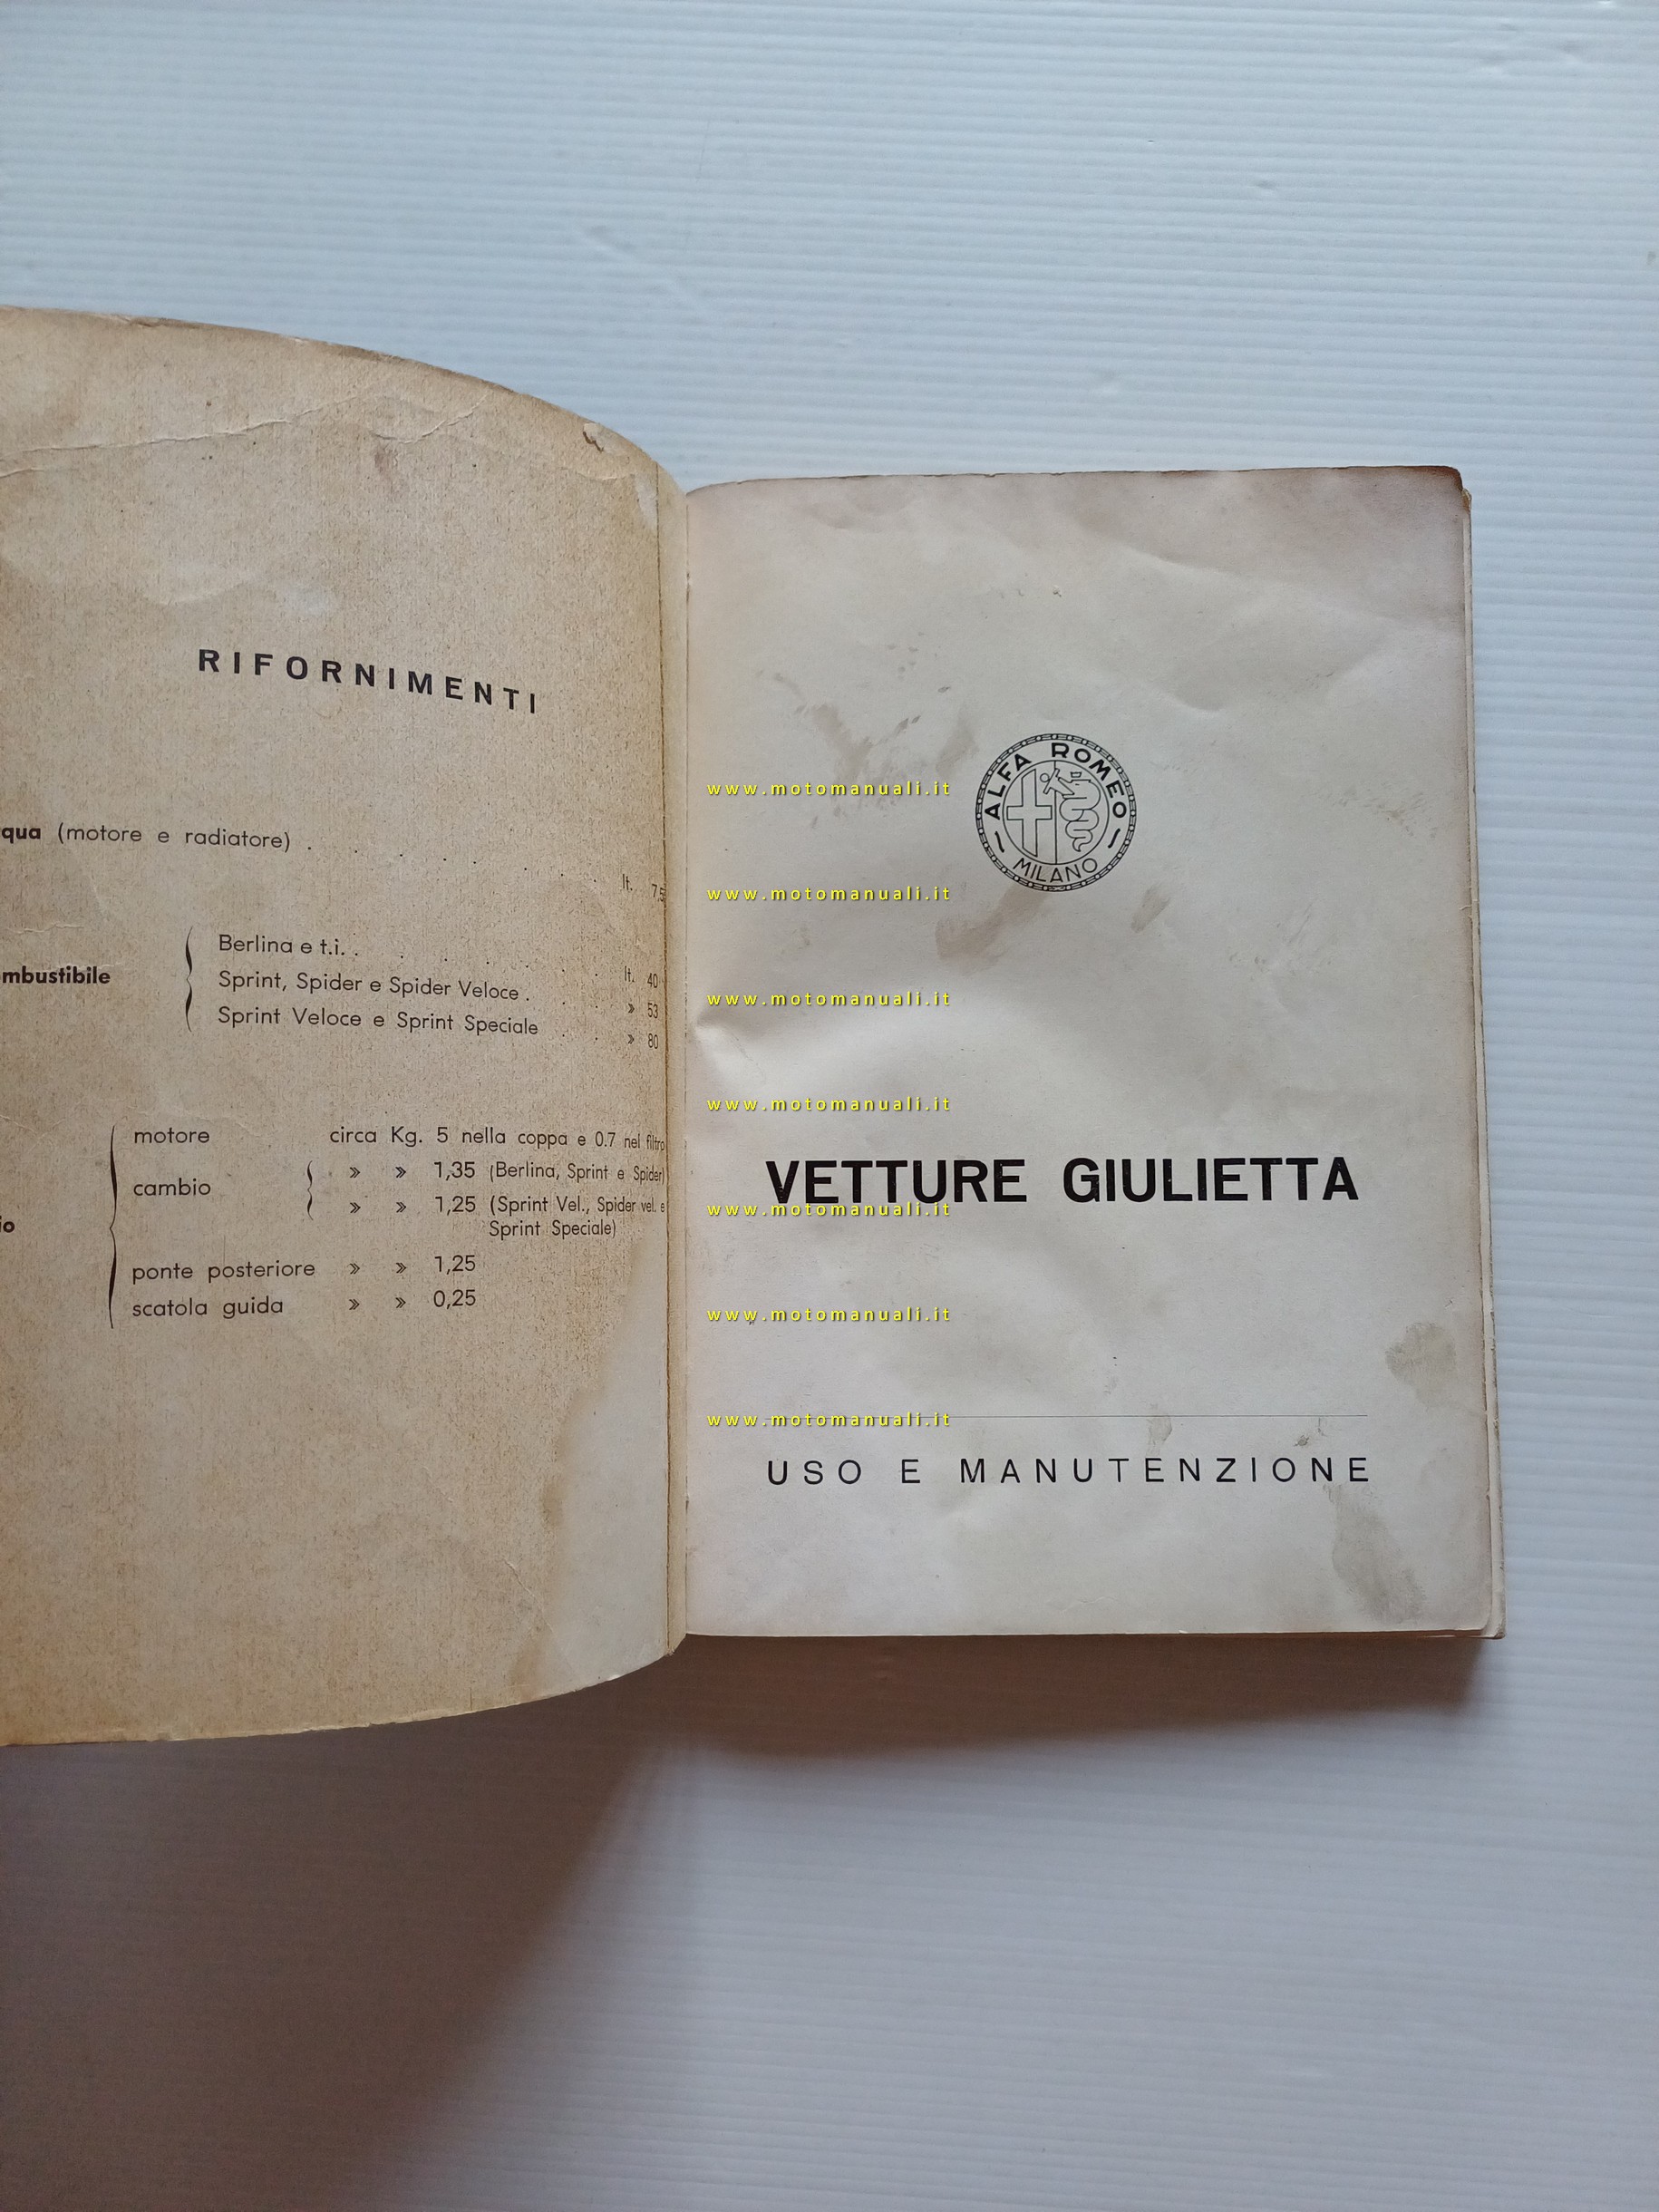 RIFORNIMENTI
qua (motore e radiatore) . . . . . . . lt. 7,5
Berlina e t.i. . . . . . . lt. 40
mbustibile
Sprint, Spider e Spider Veloce . . . » 53
Sprint Veloce e Sprint Speciale . . » 80
motore circa Kg. 5 nella coppa e 0.7 nel filtro
» » 1,35 (Berlina, Sprint e Spider)
cambio
» » 1,25 (Sprint Vel., Spider vel. e
Sprint Speciale)
io
ponte posteriore » » 1,25
scatola guida » » 0,25
ALFA ROMEO
MILANO
www.motomanuali.it
www.motomanuali.it
www.motomanuali.it
www.motomanuali.it
VETTURE GIULIETTA
www.motomanuali.it
www.motomanuali.it
www.motomanuali.it
USO E MANUTENZIONE